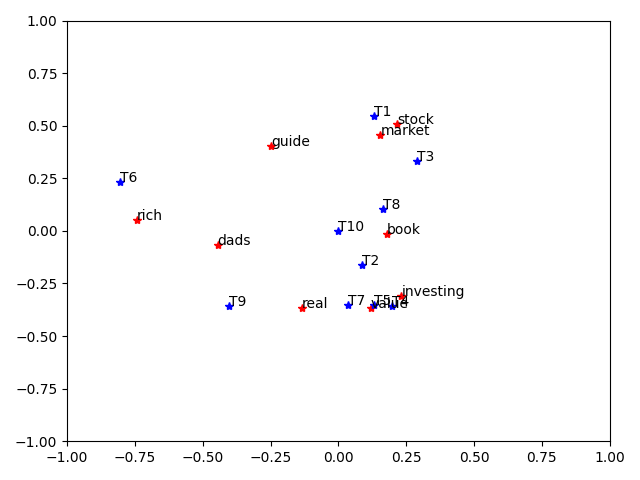 1.00
0.75
0.50
0.25
0.00
−0.25
−0.50
−0.75
−1.00
T1
stock
market
guide
T3
T6
T8
rich
T10
book
dads
T2
investing
T9
real
T7
T5
value
T4
−1.00 −0.75 −0.50 −0.25 0.00 0.25 0.50 0.75 1.00